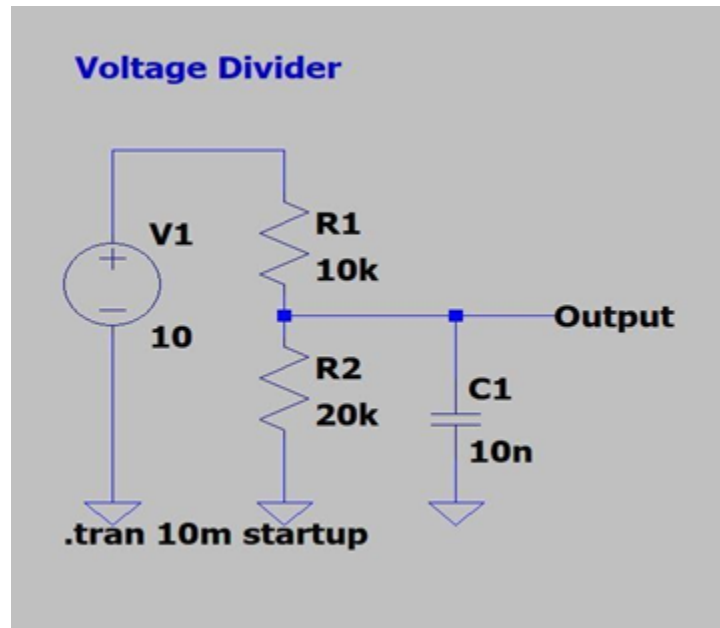 Voltage Divider
V1
10
R1
10k
R2
20k
C1
10n
Output
.tran 10m startup